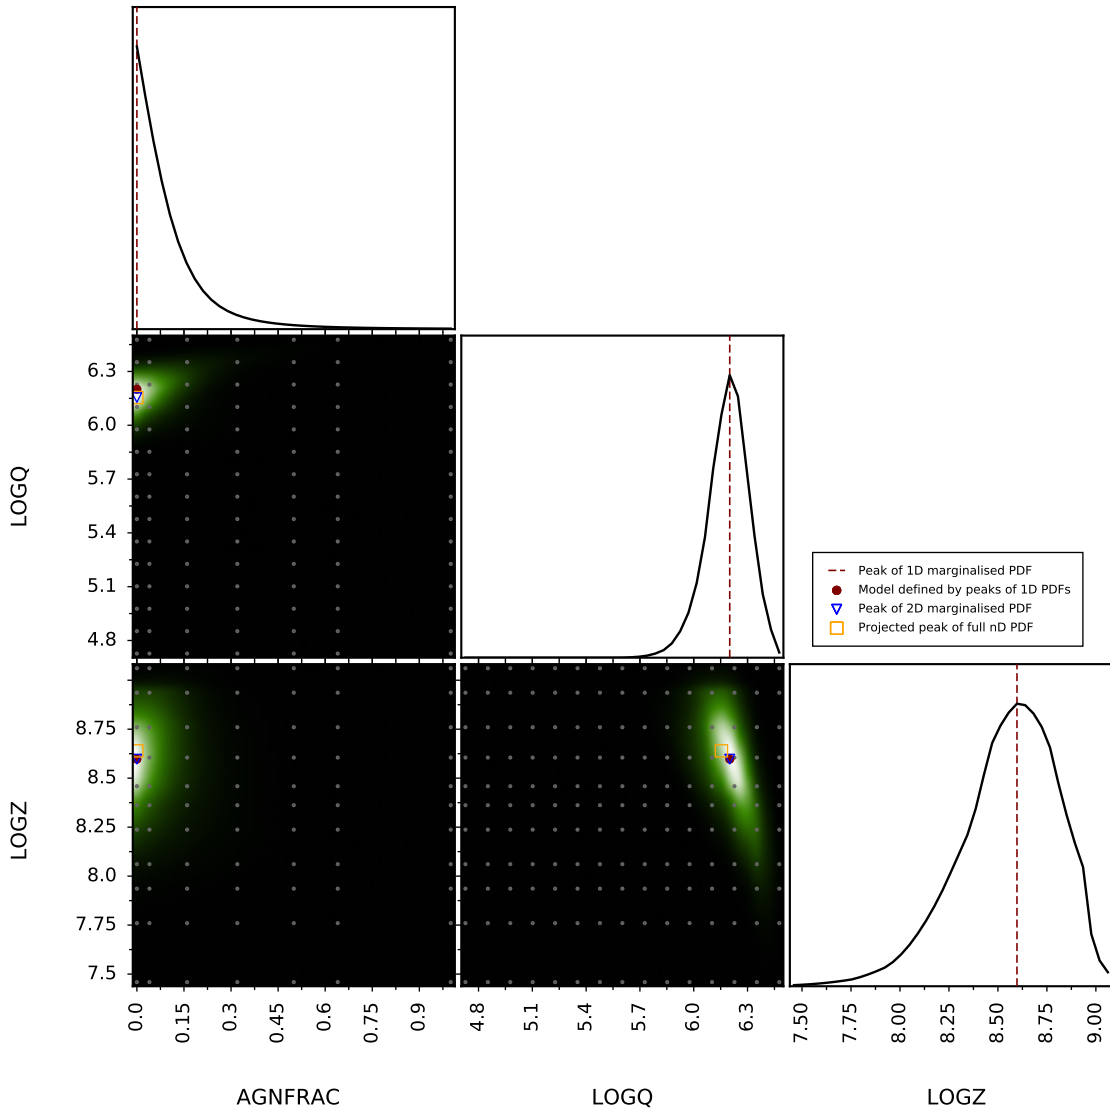 6.3
6.0
5.7
5.4
5.1
4.8
LOGQ
Peak of 1D marginalised PDF
Model defined by peaks of 1D PDFs
Peak of 2D marginalised PDF
Projected peak of full nD PDF
8.75
8.5
8.25
8.0
7.75
7.5
LOGZ
0.0 0.15 0.3 0.45 0.6 0.75 0.9
4.8 5.1 5.4 5.7 6.0 6.3
7.50 7.75 8.00 8.25 8.50 8.75 9.00
AGNFRAC LOGQ LOGZ